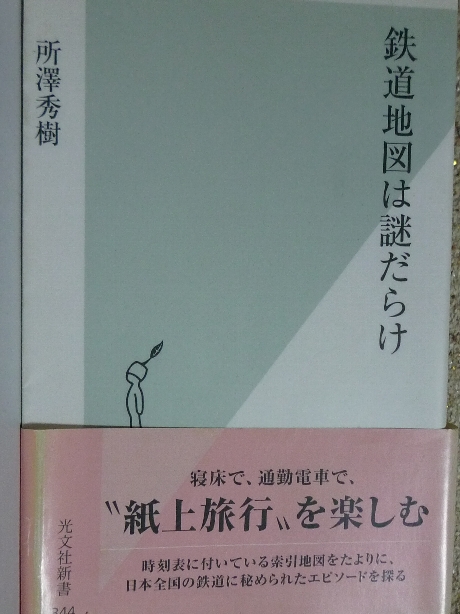 鉄道地図は謎だらけ
所澤秀樹
寝床で、通勤電車で、
〝紙上旅行〟を楽しむ
時刻表に付いている索引地図をたよりに、
日本全国の鉄道に秘められたエピソードを探る
光文社新書
344